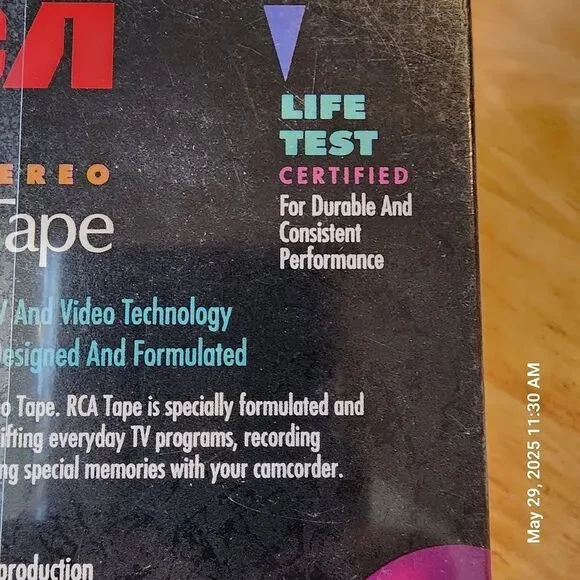 CA
LIFE
TEST
CERTIFIED
For Durable And
Consistent
Performance
EREO
Tape
V And Video Technology
Designed And Formulated
o Tape. RCA Tape is specially formulated and
ifting everyday TV programs, recording
ng special memories with your camcorder.
production
May 29, 2025 11:30 AM